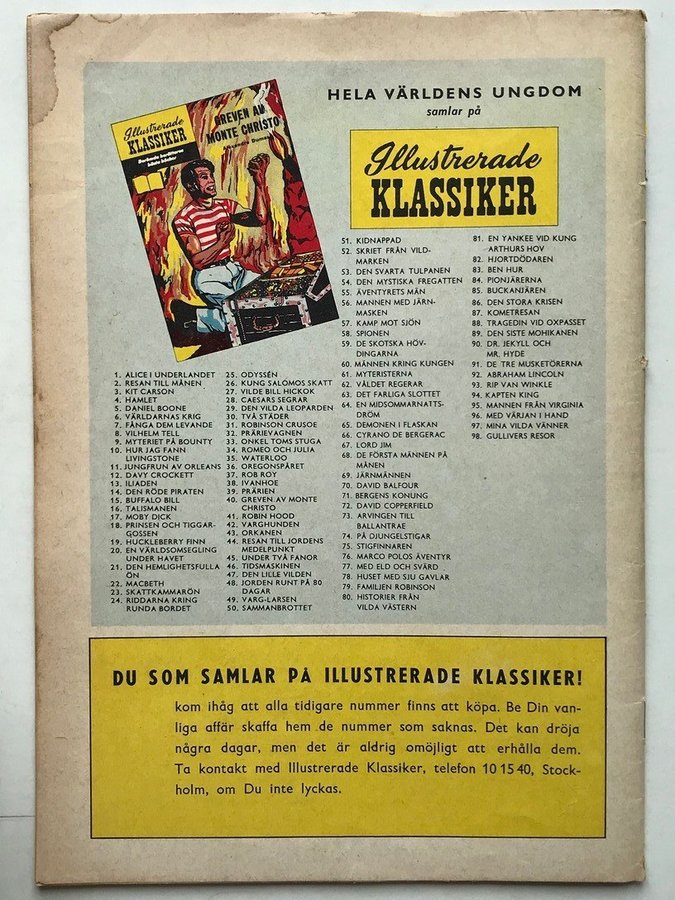 HELA VÄRLDENS UNGDOM
samlar på
Illustrerade
KLASSIKER
Illustrerade
KLASSIKER
Berömda berättares
bästa böcker
GREVEN AV
MONTE CHRISTO
Alexandre Dumas
1. ALICE I UNDERLANDET
2. RESAN TILL MÅNEN
3. KIT CARSON
4. HAMLET
5. DANIEL BOONE
6. VÄRLDARNAS KRIG
7. FÅNGA DEM LEVANDE
8. VILHELM TELL
9. MYTERIET PÅ BOUNTY
10. HUR JAG FANN
LIVINGSTONE
11. JUNGFRUN AV ORLEANS
12. DAVY CROCKETT
13. ILIADEN
14. DEN RÖDE PIRATEN
15. BUFFALO BILL
16. TALISMANEN
17. MOBY DICK
18. PRINSEN OCH TIGGAR-
GOSSEN
19. HUCKLEBERRY FINN
20. EN VÄRLDSOMSEGLING
UNDER HAVET
21. DEN HEMLIGHETSFULLA
ÖN
22. MACBETH
23. SKATTKAMMARÖN
24. RIDDARNA KRING
RUNDA BORDET
25. ODYSSÉN
26. KUNG SALOMOS SKATT
27. VILDE BILL HICKOK
28. CAESARS SEGRAR
29. DEN VILDA LEOPARDEN
30. TVÅ STÄDER
31. ROBINSON CRUSOE
32. PRÄRIEVAGNEN
33. ONKEL TOMS STUGA
34. ROMEO OCH JULIA
35. WATERLOO
36. OREGONSPÅRET
37. ROB ROY
38. IVANHOE
39. PRÄRIEN
40. GREVEN AV MONTE
CHRISTO
41. ROBIN HOOD
42. VARGHUNDEN
43. ORKANEN
44. RESAN TILL JORDENS
MEDELPUNKT
45. UNDER TVÅ FANOR
46. TIDSMASKINEN
47. DEN LILLE VILDEN
48. JORDEN RUNT PÅ 80
DAGAR
49. VARG-LARSEN
50. SAMMANBROTTET
51. KIDNAPPAD
52. SKRIET FRÅN VILD-
MARKEN
53. DEN SVARTA TULPANEN
54. DEN MYSTISKA FREGATTEN
55. ÄVENTYRETS MÄN
56. MANNEN MED JÄRN-
MASKEN
57. KAMP MOT SJÖN
58. SPIONEN
59. DE SKOTSKA HÖV-
DINGARNA
60. MÄNNEN KRING KUNGEN
61. MYTERISTERNA
62. VÅLDET REGERAR
63. DET FARLIGA SLOTTET
64. EN MIDSOMMARNATTS-
DRÖM
65. DEMONEN I FLASKAN
66. CYRANO DE BERGERAC
67. LORD JIM
68. DE FÖRSTA MÄNNEN PÅ
MÅNEN
69. JÄRNMÄNNEN
70. DAVID BALFOUR
71. BERGENS KONUNG
72. DAVID COPPERFIELD
73. ARVINGEN TILL
BALLANTRAE
74. PÅ DJUNGELSTIGAR
75. STIGFINNAREN
76. MARCO POLOS ÄVENTYR
77. MED ELD OCH SVÄRD
78. HUSET MED SJU GAVLAR
79. FAMILJEN ROBINSON
80. HISTORIER FRÅN
VILDA VÄSTERN
81. EN YANKEE VID KUNG
ARTHURS HOV
82. HJORTDÖDAREN
83. BEN HUR
84. PIONJÄRERNA
85. BUCKANJÄREN
86. DEN STORA KRISEN
87. KOMETRESAN
88. TRAGEDIN VID OXPASSET
89. DEN SISTE MOHIKANEN
90. DR. JEKYLL OCH
MR. HYDE
91. DE TRE MUSKETÖRERNA
92. ABRAHAM LINCOLN
93. RIP VAN WINKLE
94. KAPTEN KING
95. MANNEN FRÅN VIRGINIA
96. MED VÄRJAN I HAND
97. MINA VILDA VÄNNER
98. GULLIVERS RESOR
DU SOM SAMLAR PÅ ILLUSTRERADE KLASSIKER!
kom ihåg att alla tidigare nummer finns att köpa. Be Din van-
liga affär skaffa hem de nummer som saknas. Det kan dröja
några dagar, men det är aldrig omöjligt att erhålla dem.
Ta kontakt med Illustrerade Klassiker, telefon 10 15 40, Stock-
holm, om Du inte lyckas.